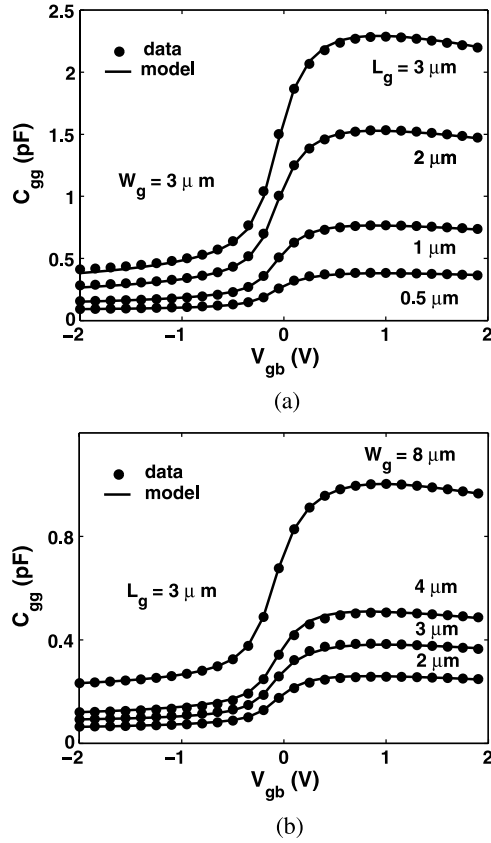 (a)
2.5
2
1.5
1
0.5
0
C_gg (pF)
data
model
L_g = 3 μm
2 μm
W_g = 3 μ m
1 μm
0.5 μm
−2
−1
0
1
2
V_gb (V)
(a)
W_g = 8 μm
data
model
0.8
C_gg (pF)
L_g = 3 μ m
4 μm
0.4
3 μm
2 μm
0
−2
−1
0
1
2
V_gb (V)
(b)